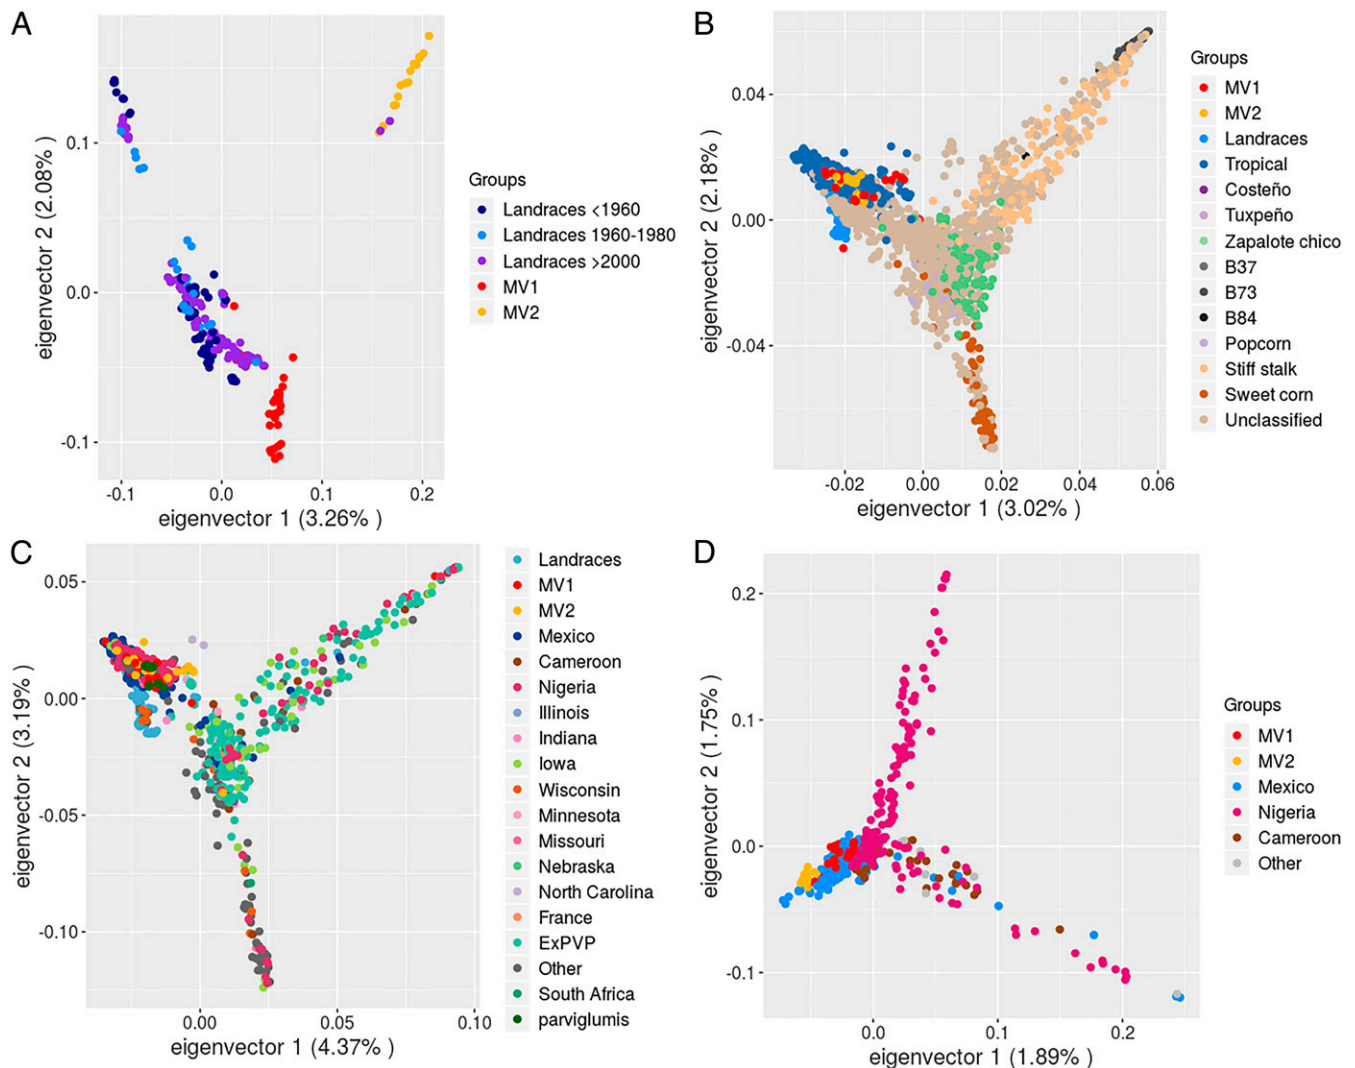 A
eigenvector 2 (2.08% )
0.1
0.0
-0.1
-0.1
0.0
0.1
0.2
eigenvector 1 (3.26% )
Groups
Landraces <1960
Landraces 1960-1980
Landraces >2000
MV1
MV2
B
eigenvector 2 (2.18% )
0.04
0.00
-0.04
-0.02
0.00
0.02
0.04
0.06
eigenvector 1 (3.02% )
Groups
MV1
MV2
Landraces
Tropical
Costeño
Tuxpeño
Zapalote chico
B37
B73
B84
Popcorn
Stiff stalk
Sweet corn
Unclassified
C
eigenvector 2 (3.19% )
0.05
0.00
-0.05
-0.10
0.00
0.05
0.10
eigenvector 1 (4.37% )
Landraces
MV1
MV2
Mexico
Cameroon
Nigeria
Illinois
Indiana
Iowa
Wisconsin
Minnesota
Missouri
Nebraska
North Carolina
France
ExPVP
Other
South Africa
parviglumis
D
eigenvector 2 (1.75%)
0.2
0.1
0.0
-0.1
0.0
0.1
0.2
eigenvector 1 (1.89% )
Groups
MV1
MV2
Mexico
Nigeria
Cameroon
Other